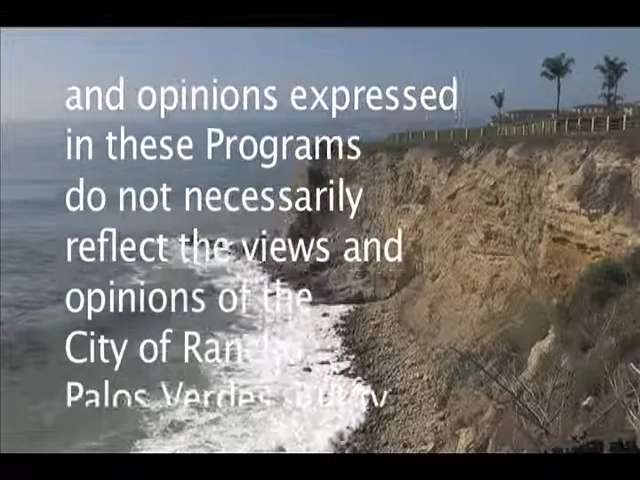 and opinions expressed
in these Programs
do not necessarily
reflect the views and
opinions of the
City of Rancho
Palos Verdes.